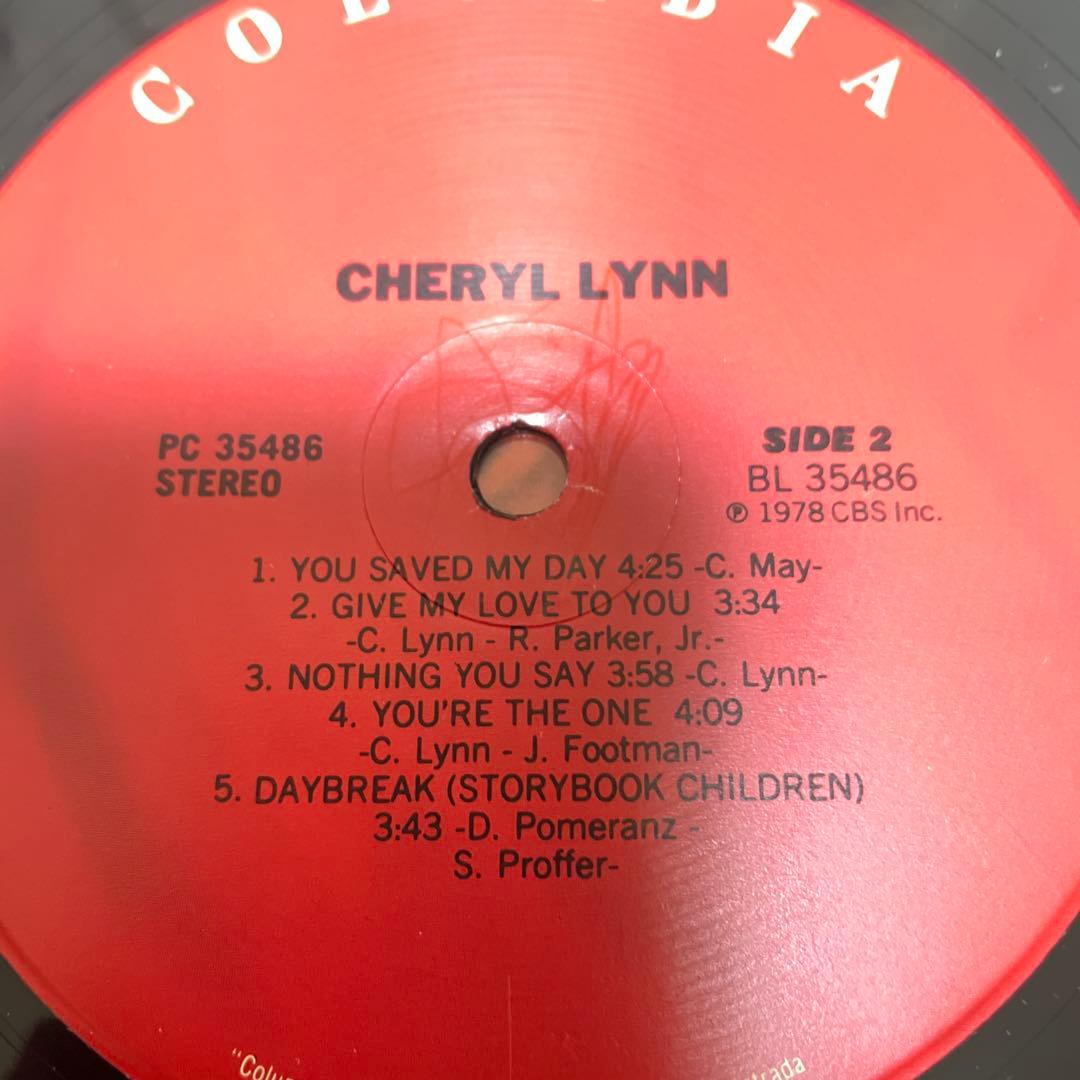 COLUMBIA
CHERYL LYNN
PC 35486
STEREO
SIDE 2
BL 35486
℗ 1978 CBS Inc.
1. YOU SAVED MY DAY 4:25 -C. May-
2. GIVE MY LOVE TO YOU 3:34
-C. Lynn - R. Parker, Jr.-
3. NOTHING YOU SAY 3:58 -C. Lynn-
4. YOU'RE THE ONE 4:09
-C. Lynn - J. Footman-
5. DAYBREAK (STORYBOOK CHILDREN)
3:43 -D. Pomeranz -
S. Proffer-